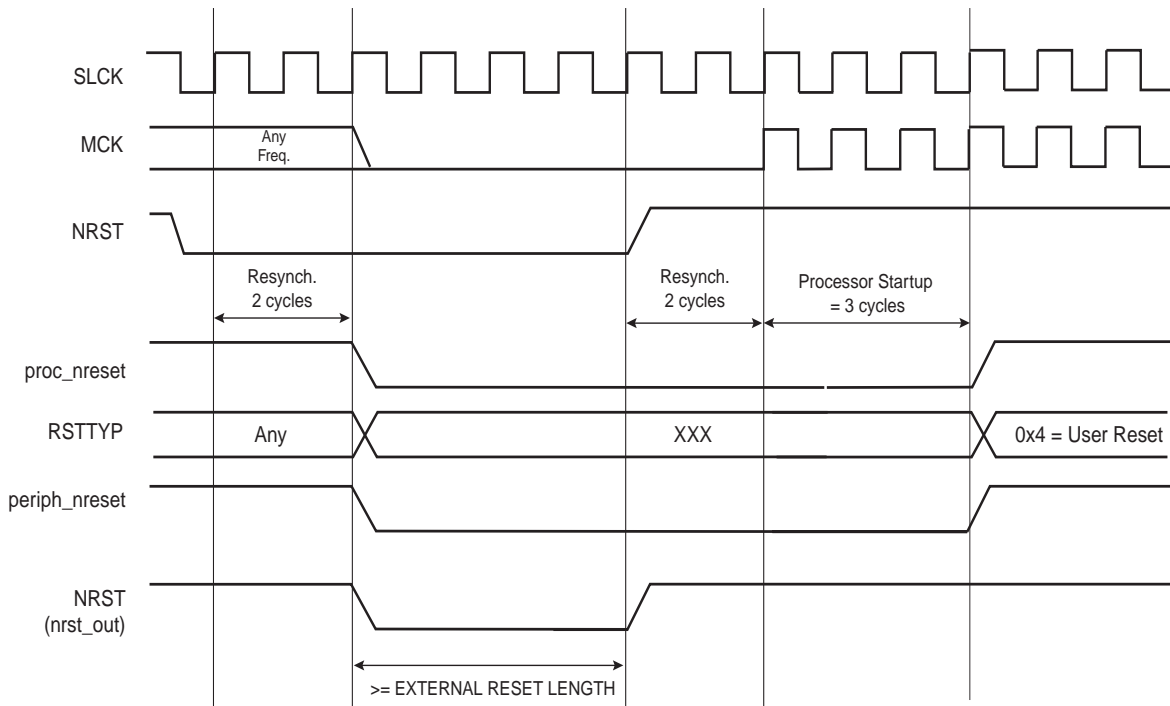 SLCK
MCK
Any
Freq.
NRST
Resynch.
2 cycles
Resynch.
2 cycles
Processor Startup
= 3 cycles
proc_nreset
RSTTYP
Any
XXX
0x4 = User Reset
periph_nreset
NRST
(nrst_out)
>= EXTERNAL RESET LENGTH